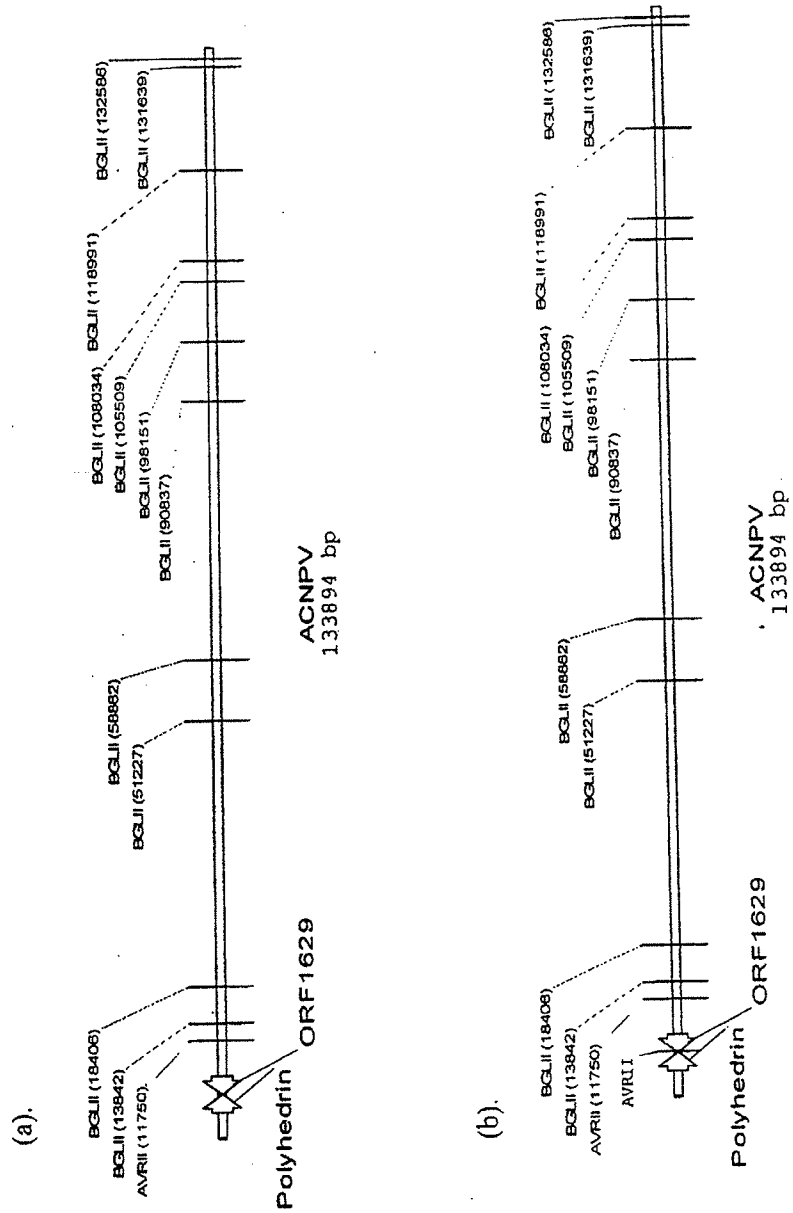 (a).
BGLII (132586)
BGLII (131639)
BGLII (118991)
BGLII (108034)
BGLII (105509)
BGLII (98151)
BGLII (90837)
BGLII (58882)
BGLII (51227)
BGLII (18406)
BGLII (13842)
AVRII (11750).
ACNPV
133894 bp
ORF1629
Polyhedrin
(b).
BGLII (132586)
BGLII (131639)
BGLII (118991)
BGLII (108034)
BGLII (105509)
BGLII (98151)
BGLII (90837)
BGLII (58882)
BGLII (51227)
BGLII (18406)
BGLII (13842)
AVRII (11750)
AVRII
ACNPV
133894 bp
ORF1629
Polyhedrin